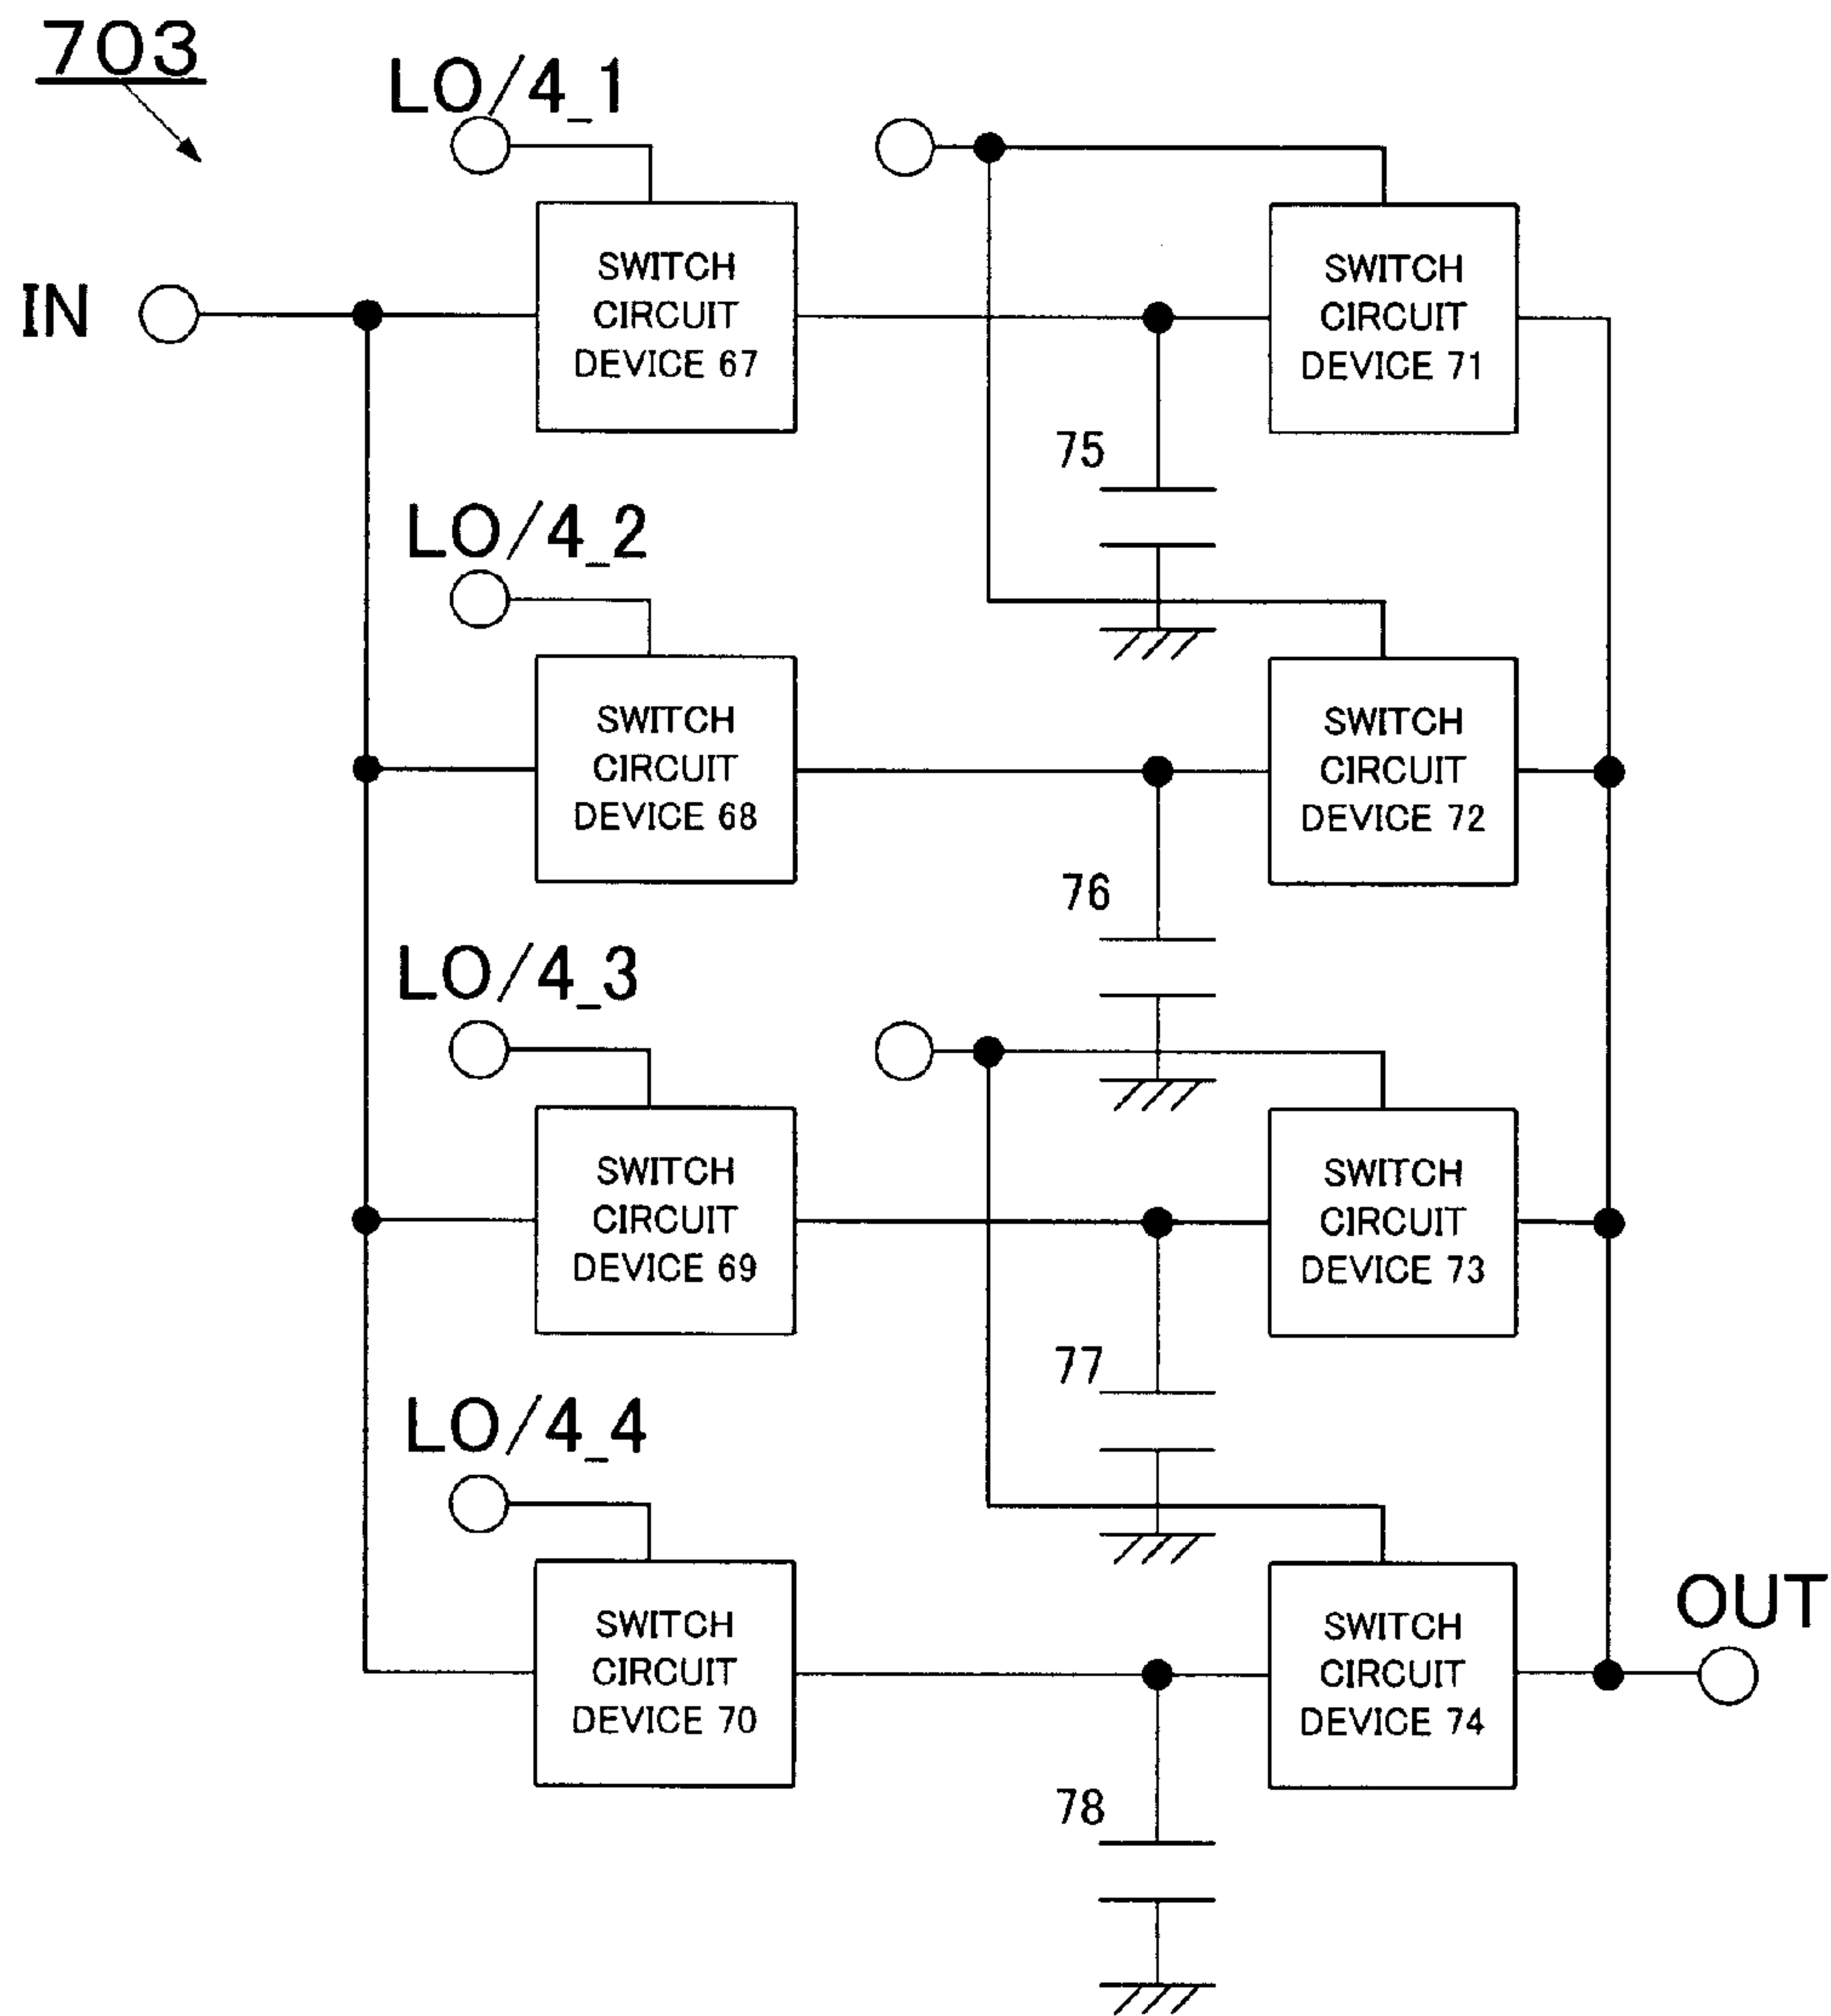 703
LO/4_1
IN
SWITCH
CIRCUIT
DEVICE 67
SWITCH
CIRCUIT
DEVICE 71
75
LO/4_2
SWITCH
CIRCUIT
DEVICE 68
SWITCH
CIRCUIT
DEVICE 72
76
LO/4_3
SWITCH
CIRCUIT
DEVICE 69
SWITCH
CIRCUIT
DEVICE 73
77
LO/4_4
SWITCH
CIRCUIT
DEVICE 70
SWITCH
CIRCUIT
DEVICE 74
OUT
78